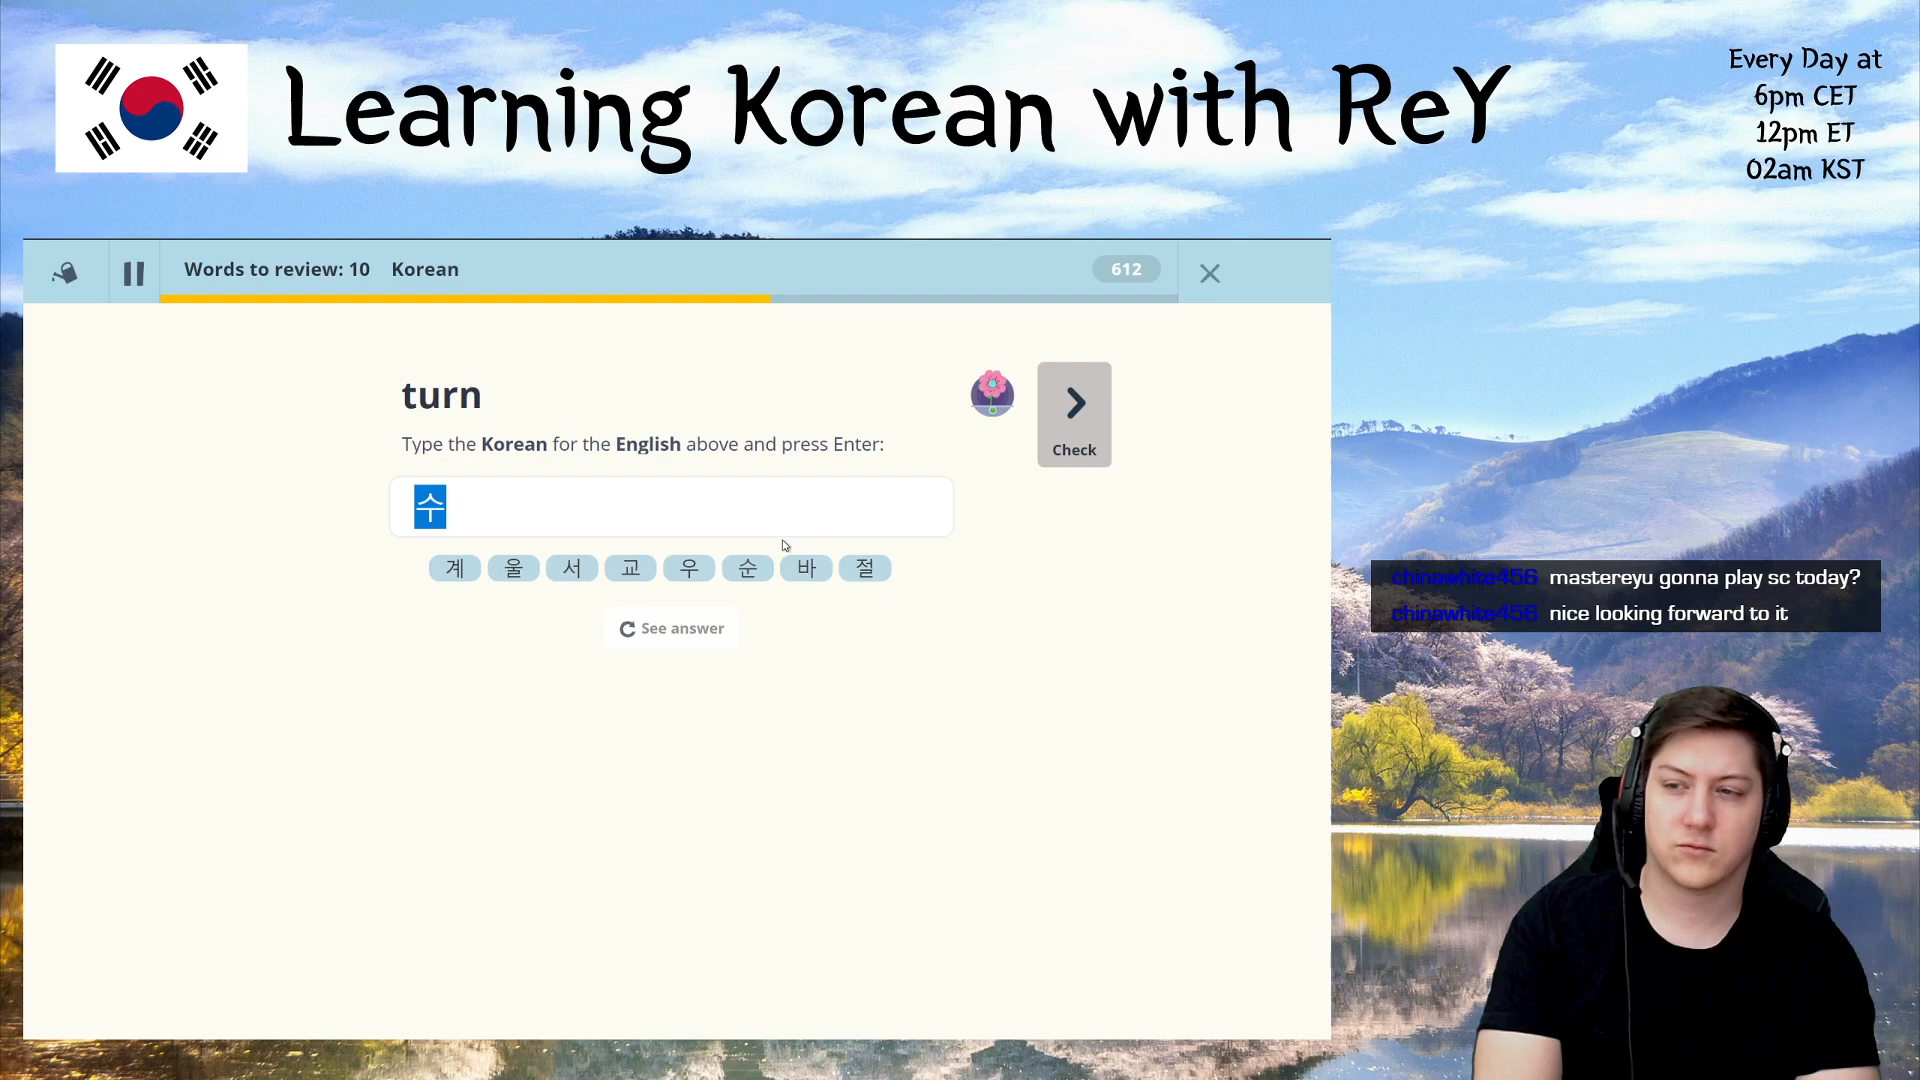 Learning Korean with ReY
Every Day at
6pm CET
12pm ET
02am KST
Words to review: 10 Korean
612
turn
Type the Korean for the English above and press Enter:
Check
수
계 울 서 교 우 순 바 절
See answer
chinawhite456 mastereyu gonna play sc today?
chinawhite456 nice looking forward to it